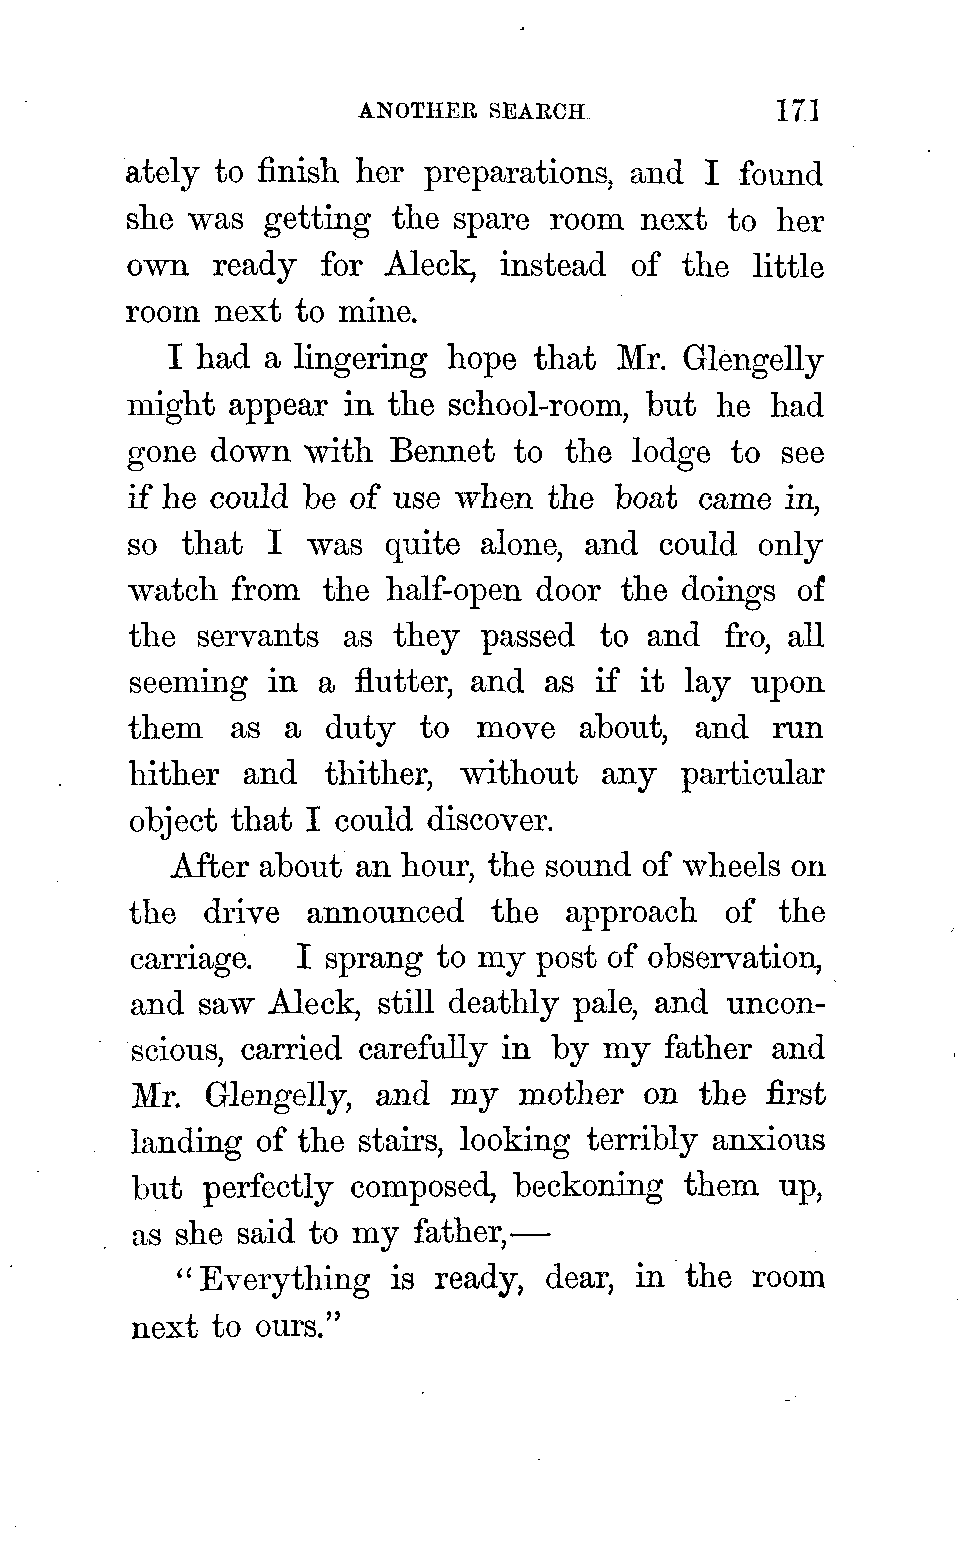 ANOTHER SEARCH. 171
ately to finish her preparations, and I found
she was getting the spare room next to her
own ready for Aleck, instead of the little
room next to mine.
I had a lingering hope that Mr. Glengelly
might appear in the school-room, but he had
gone down with Bennet to the lodge to see
if he could be of use when the boat came in,
so that I was quite alone, and could only
watch from the half-open door the doings of
the servants as they passed to and fro, all
seeming in a flutter, and as if it lay upon
them as a duty to move about, and run
hither and thither, without any particular
object that I could discover.
After about an hour, the sound of wheels on
the drive announced the approach of the
carriage. I sprang to my post of observation,
and saw Aleck, still deathly pale, and uncon-
scious, carried carefully in by my father and
Mr. Glengelly, and my mother on the first
landing of the stairs, looking terribly anxious
but perfectly composed, beckoning them up,
as she said to my father,—
“Everything is ready, dear, in the room
next to ours.”